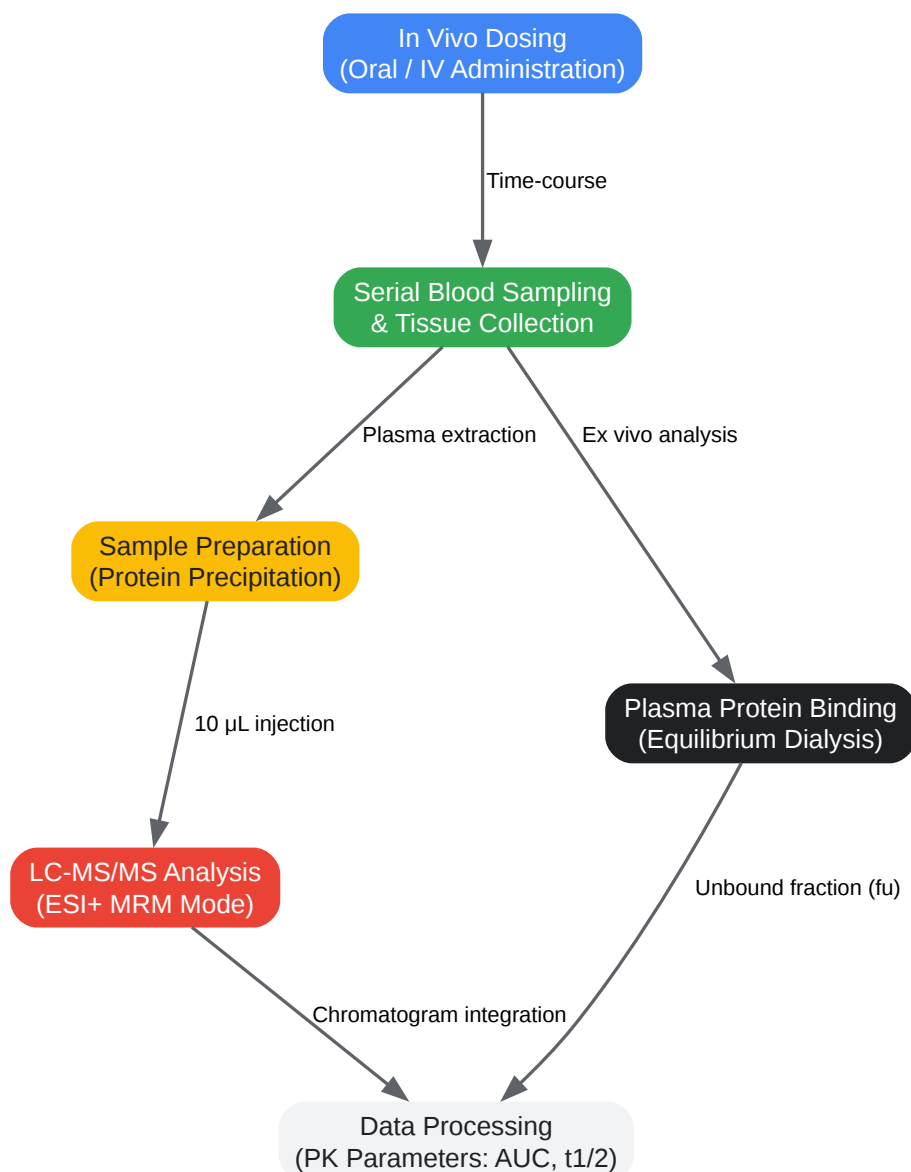 In Vivo Dosing
(Oral / IV Administration)
Time-course
Serial Blood Sampling
& Tissue Collection
Plasma extraction
Ex vivo analysis
Sample Preparation
(Protein Precipitation)
Plasma Protein Binding
(Equilibrium Dialysis)
10 µL injection
LC-MS/MS Analysis
(ESI+ MRM Mode)
Unbound fraction (fu)
Chromatogram integration
Data Processing
(PK Parameters: AUC, t1/2)